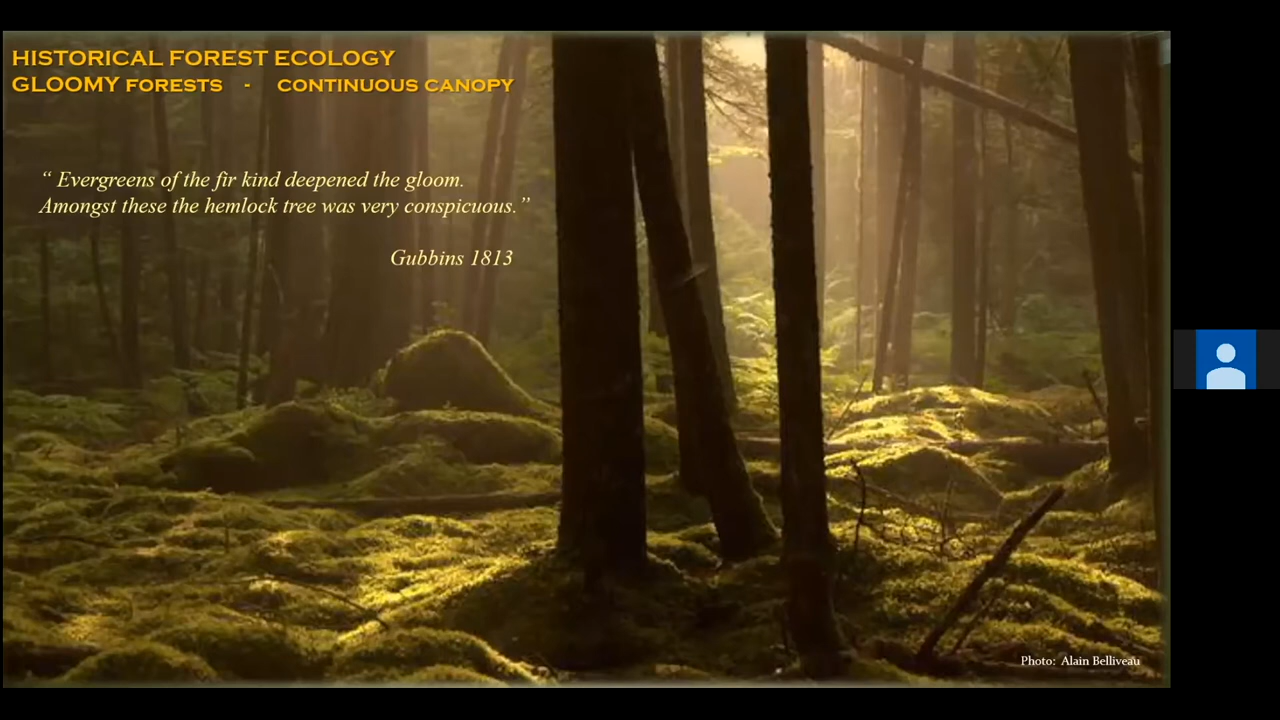 HISTORICAL FOREST ECOLOGY
GLOOMY FORESTS - CONTINUOUS CANOPY
“ Evergreens of the fir kind deepened the gloom.
Amongst these the hemlock tree was very conspicuous.”
Gubbins 1813
Photo: Alain Belliveau